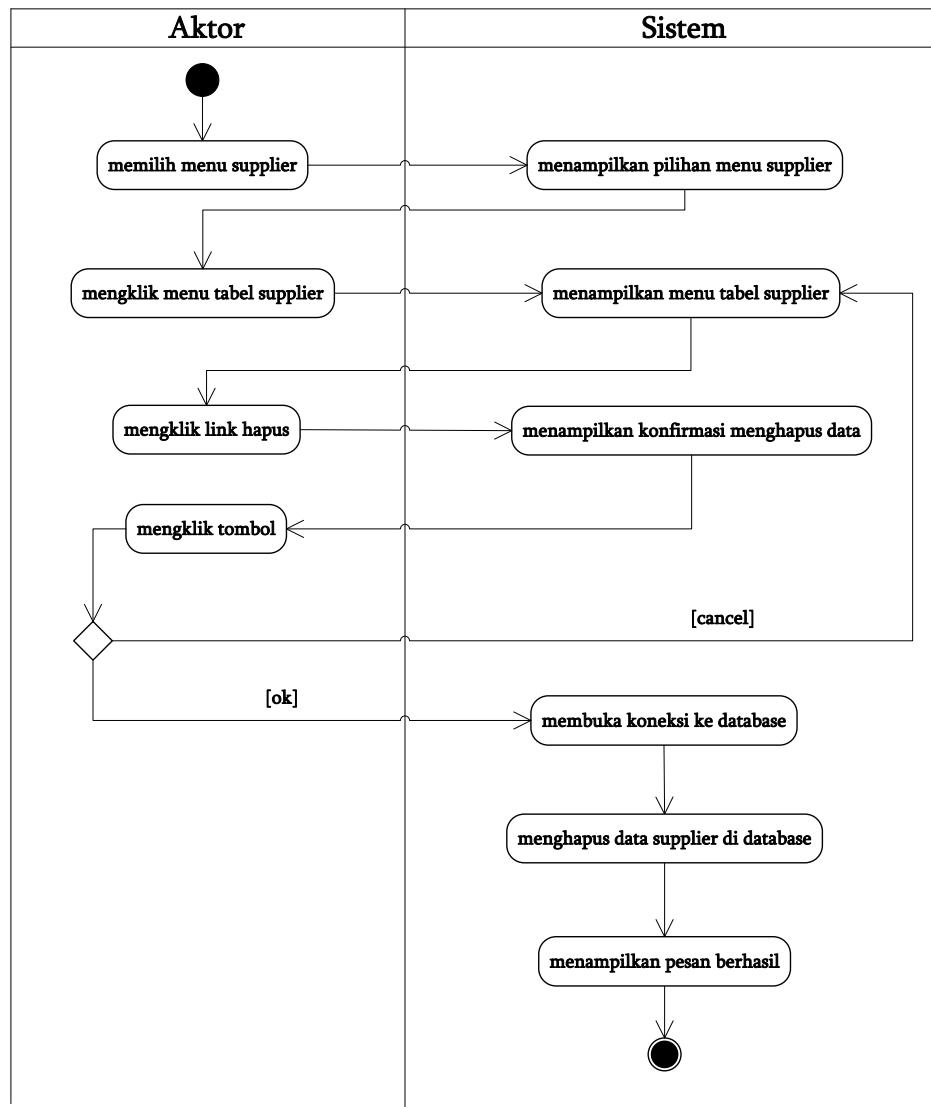 Aktor
Sistem
memilih menu supplier
menampilkan pilihan menu supplier
mengklik menu tabel supplier
menampilkan menu tabel supplier
mengklik link hapus
menampilkan konfirmasi menghapus data
mengklik tombol
[cancel]
[ok]
membuka koneksi ke database
menghapus data supplier di database
menampilkan pesan berhasil